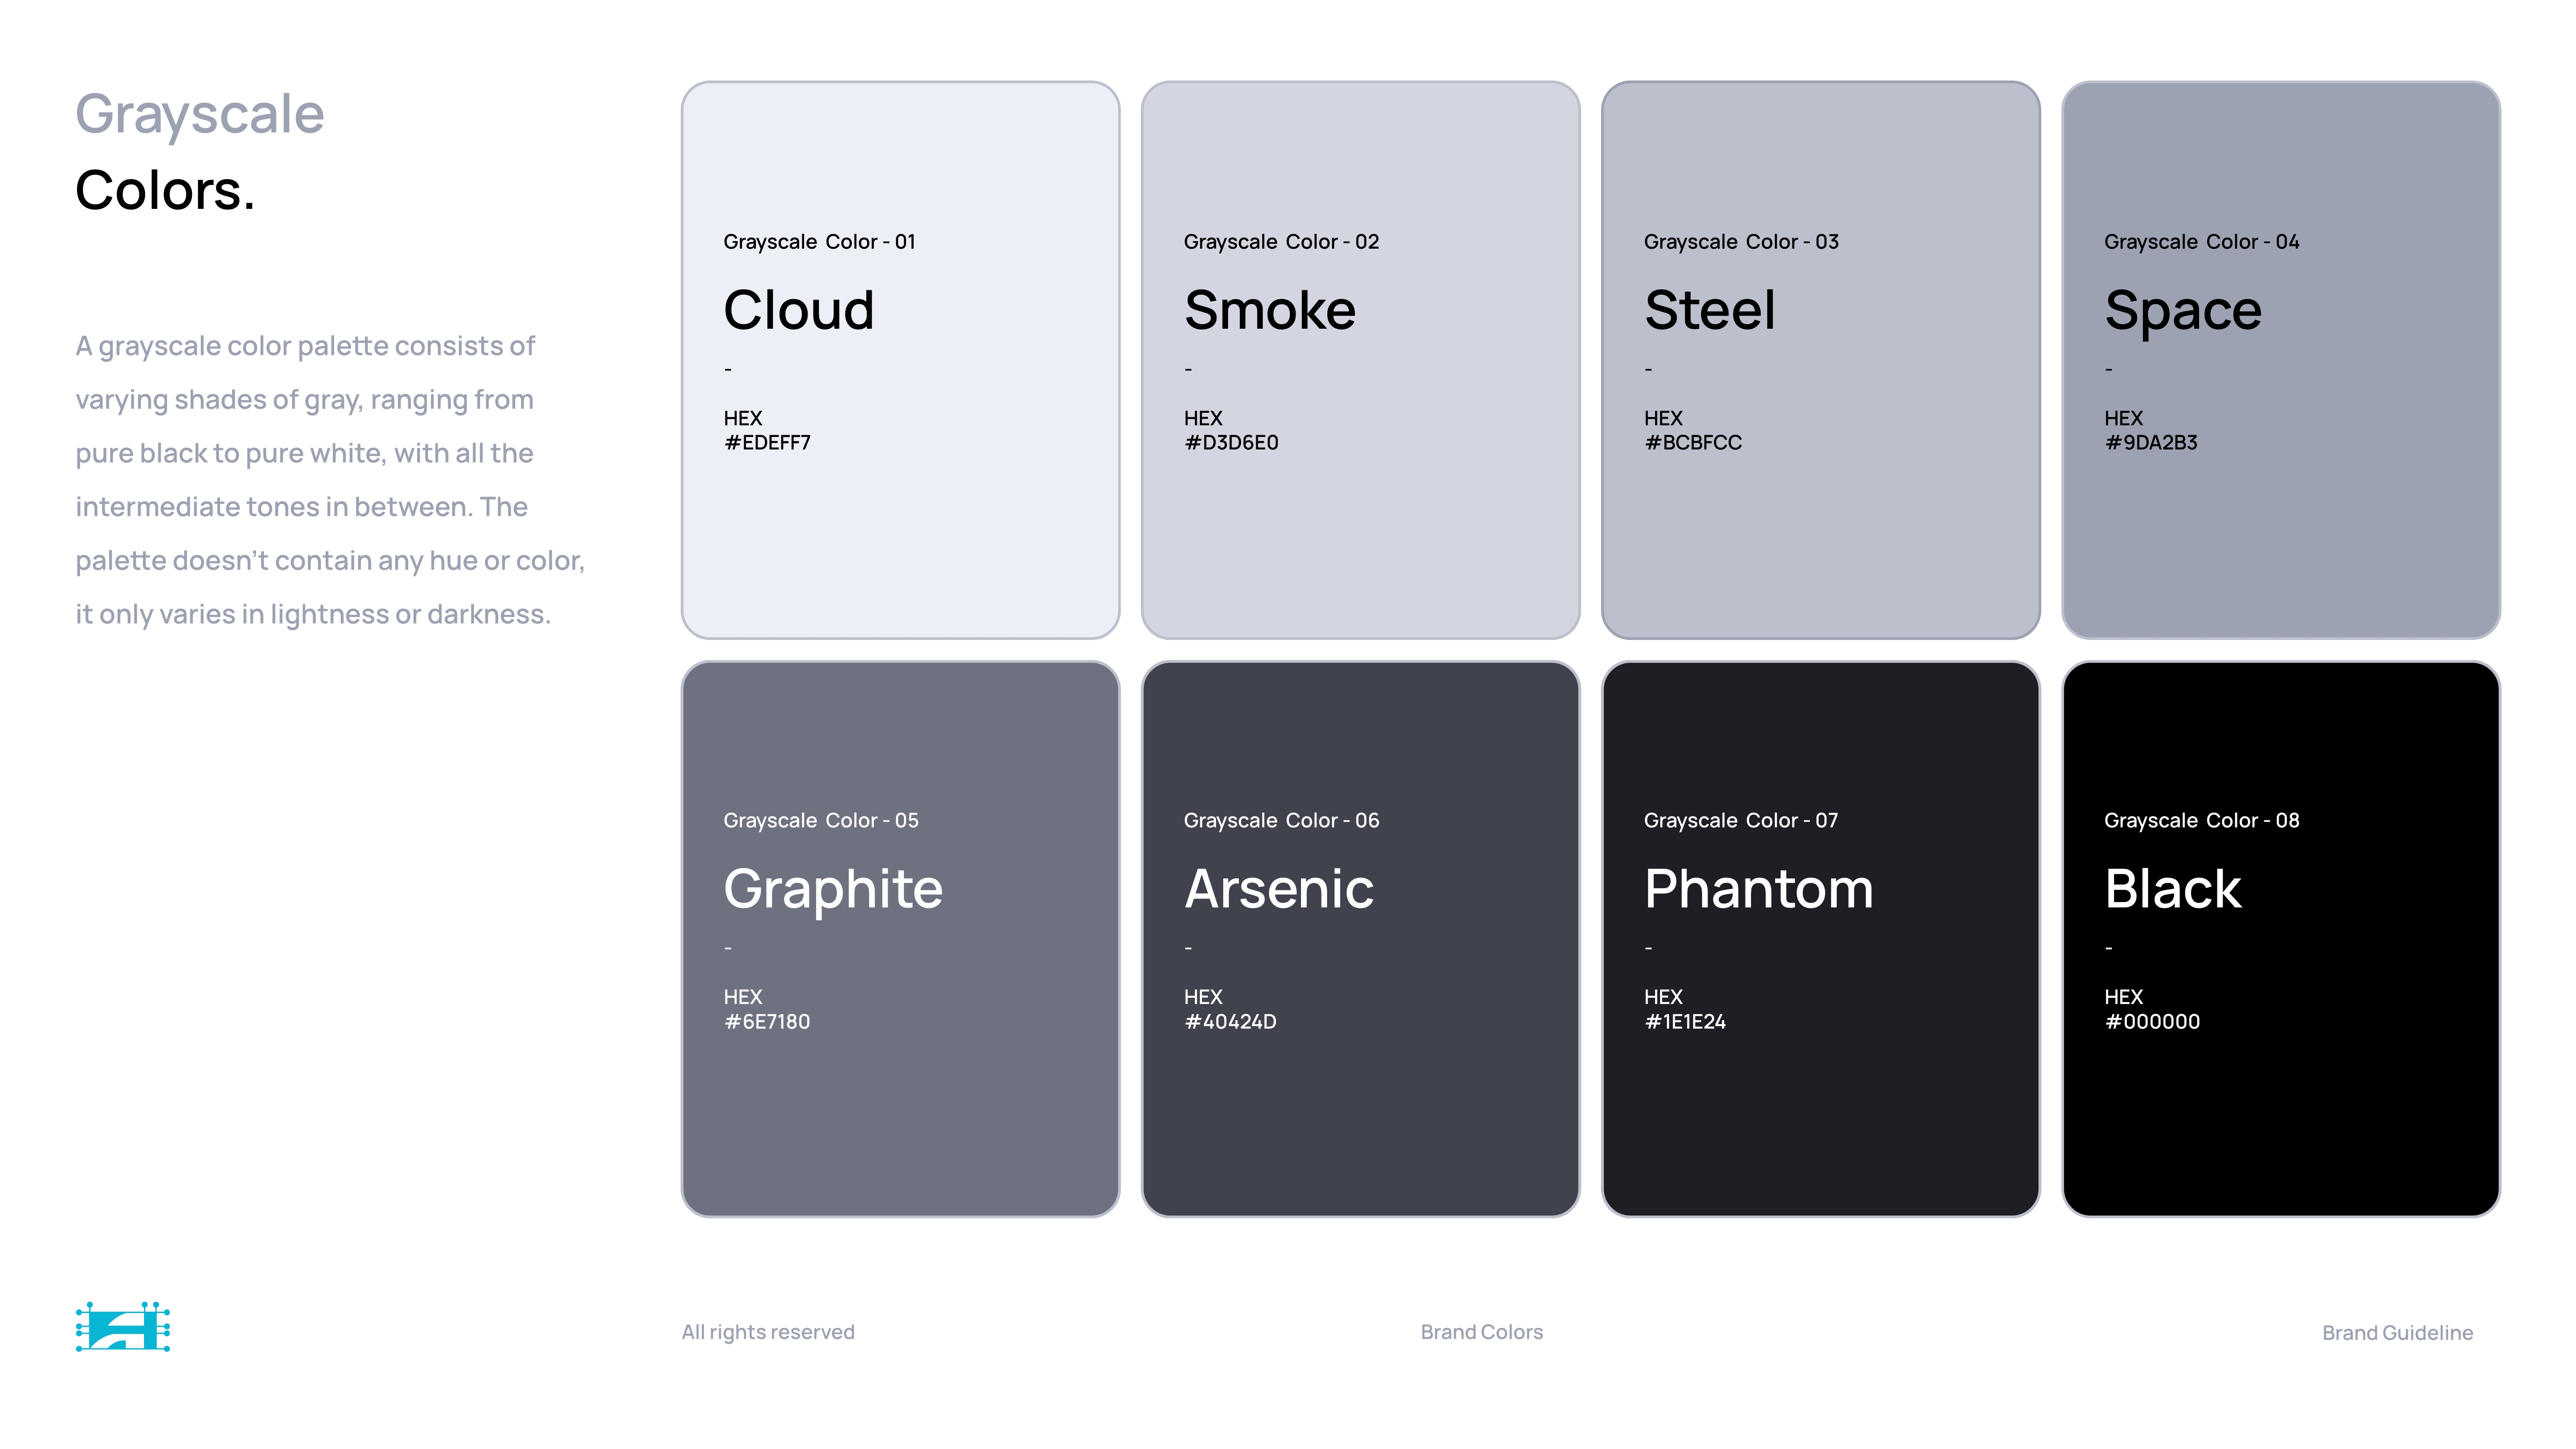 Grayscale
Colors.
A grayscale color palette consists of
varying shades of gray, ranging from
pure black to pure white, with all the
intermediate tones in between. The
palette doesn’t contain any hue or color,
it only varies in lightness or darkness.
Grayscale Color - 01
Cloud
-
HEX
#EDEFF7
Grayscale Color - 02
Smoke
-
HEX
#D3D6E0
Grayscale Color - 03
Steel
-
HEX
#BCBFCC
Grayscale Color - 04
Space
-
HEX
#9DA2B3
Grayscale Color - 05
Graphite
-
HEX
#6E7180
Grayscale Color - 06
Arsenic
-
HEX
#40424D
Grayscale Color - 07
Phantom
-
HEX
#1E1E24
Grayscale Color - 08
Black
-
HEX
#000000
All rights reserved
Brand Colors
Brand Guideline